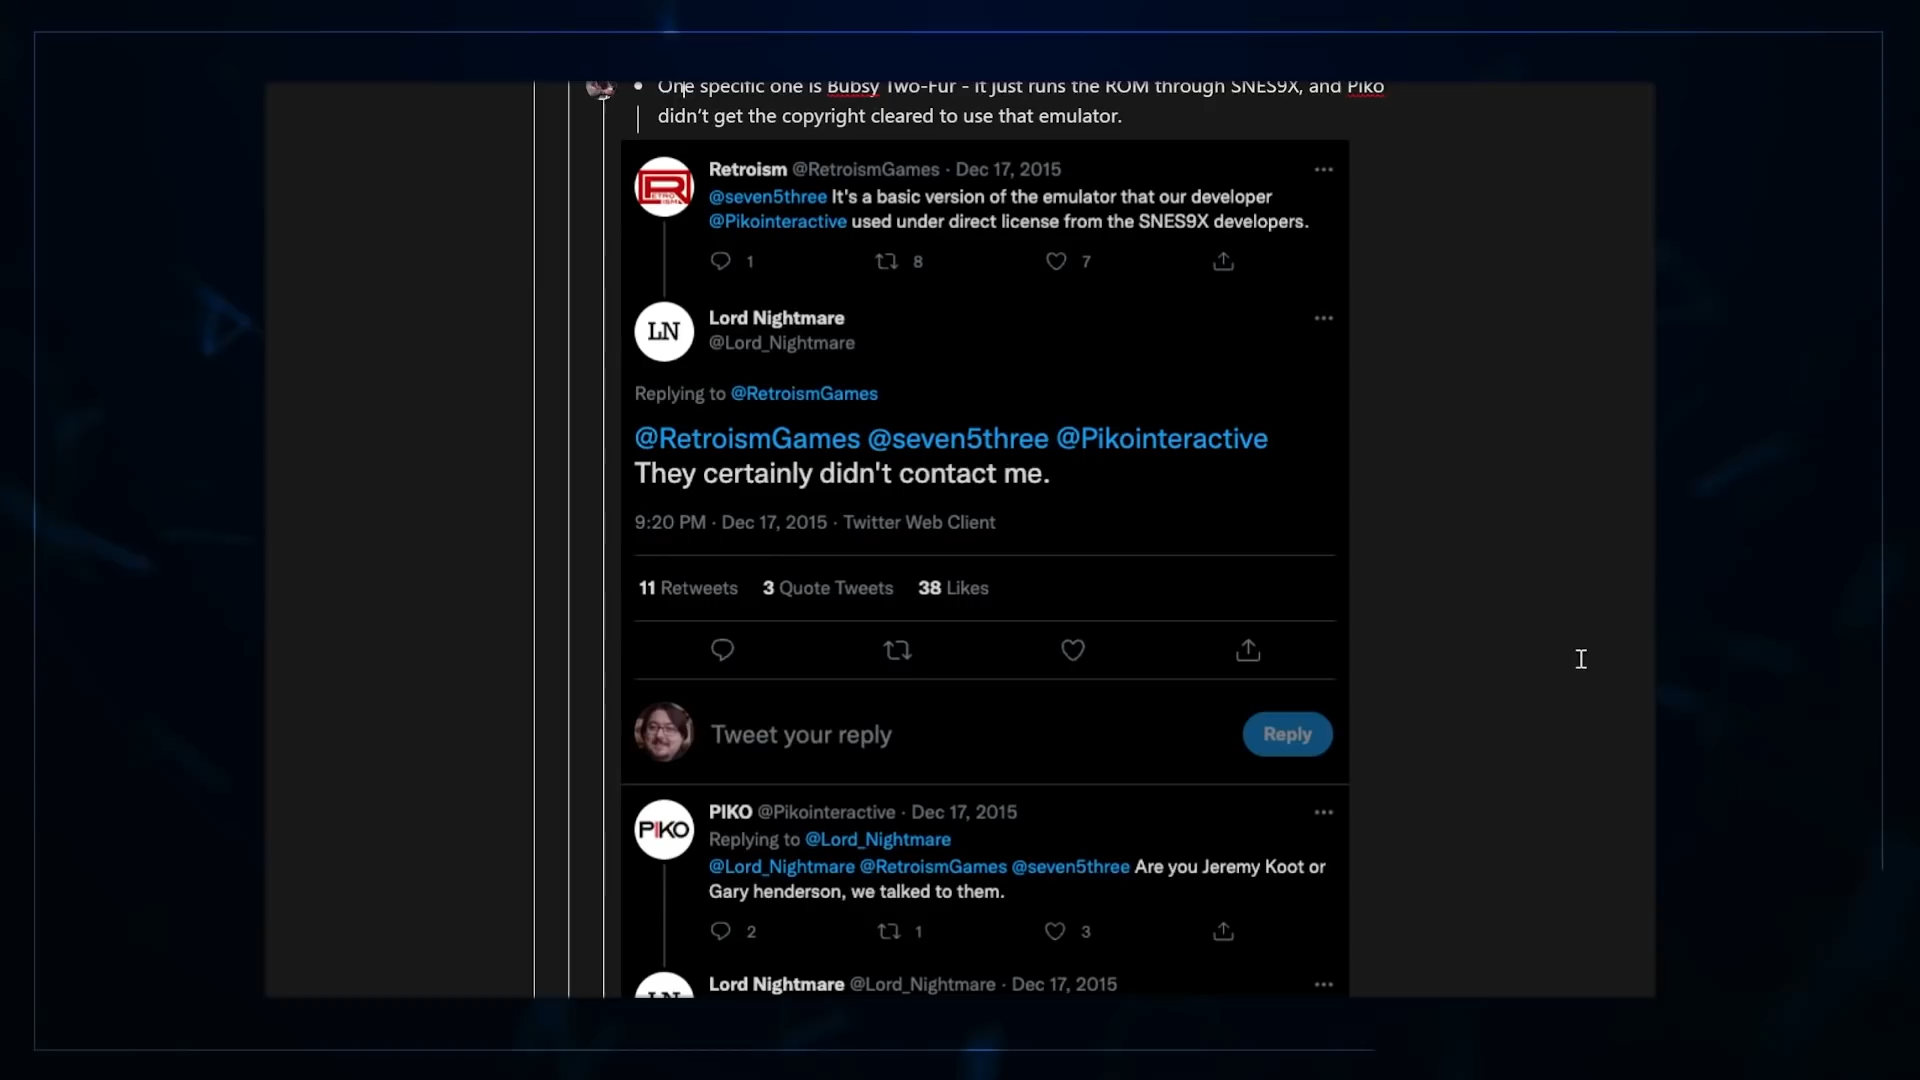 One specific one is Bubsy Two-Fur - it just runs the ROM through SNES9X, and Piko
didn’t get the copyright cleared to use that emulator.
Retroism @RetroismGames · Dec 17, 2015
@seven5three It's a basic version of the emulator that our developer
@Pikointeractive used under direct license from the SNES9X developers.
1 8 7
LN
Lord Nightmare
@Lord_Nightmare
Replying to @RetroismGames
@RetroismGames @seven5three @Pikointeractive
They certainly didn't contact me.
9:20 PM · Dec 17, 2015 · Twitter Web Client
11 Retweets 3 Quote Tweets 38 Likes
Tweet your reply
Reply
PIKO
PIKO @Pikointeractive · Dec 17, 2015
Replying to @Lord_Nightmare
@Lord_Nightmare @RetroismGames @seven5three Are you Jeremy Koot or
Gary henderson, we talked to them.
2 1 3
Lord Nightmare @Lord_Nightmare · Dec 17, 2015